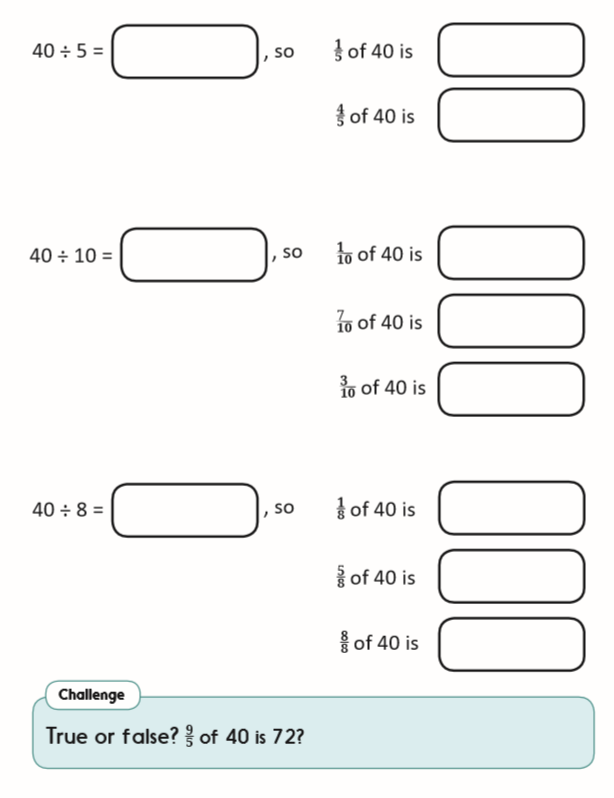 40 ÷ 5 = , so 1/5 of 40 is
4/5 of 40 is
40 ÷ 10 = , so 1/10 of 40 is
7/10 of 40 is
3/10 of 40 is
40 ÷ 8 = , so 1/8 of 40 is
5/8 of 40 is
8/8 of 40 is
Challenge
True or false? 9/5 of 40 is 72?